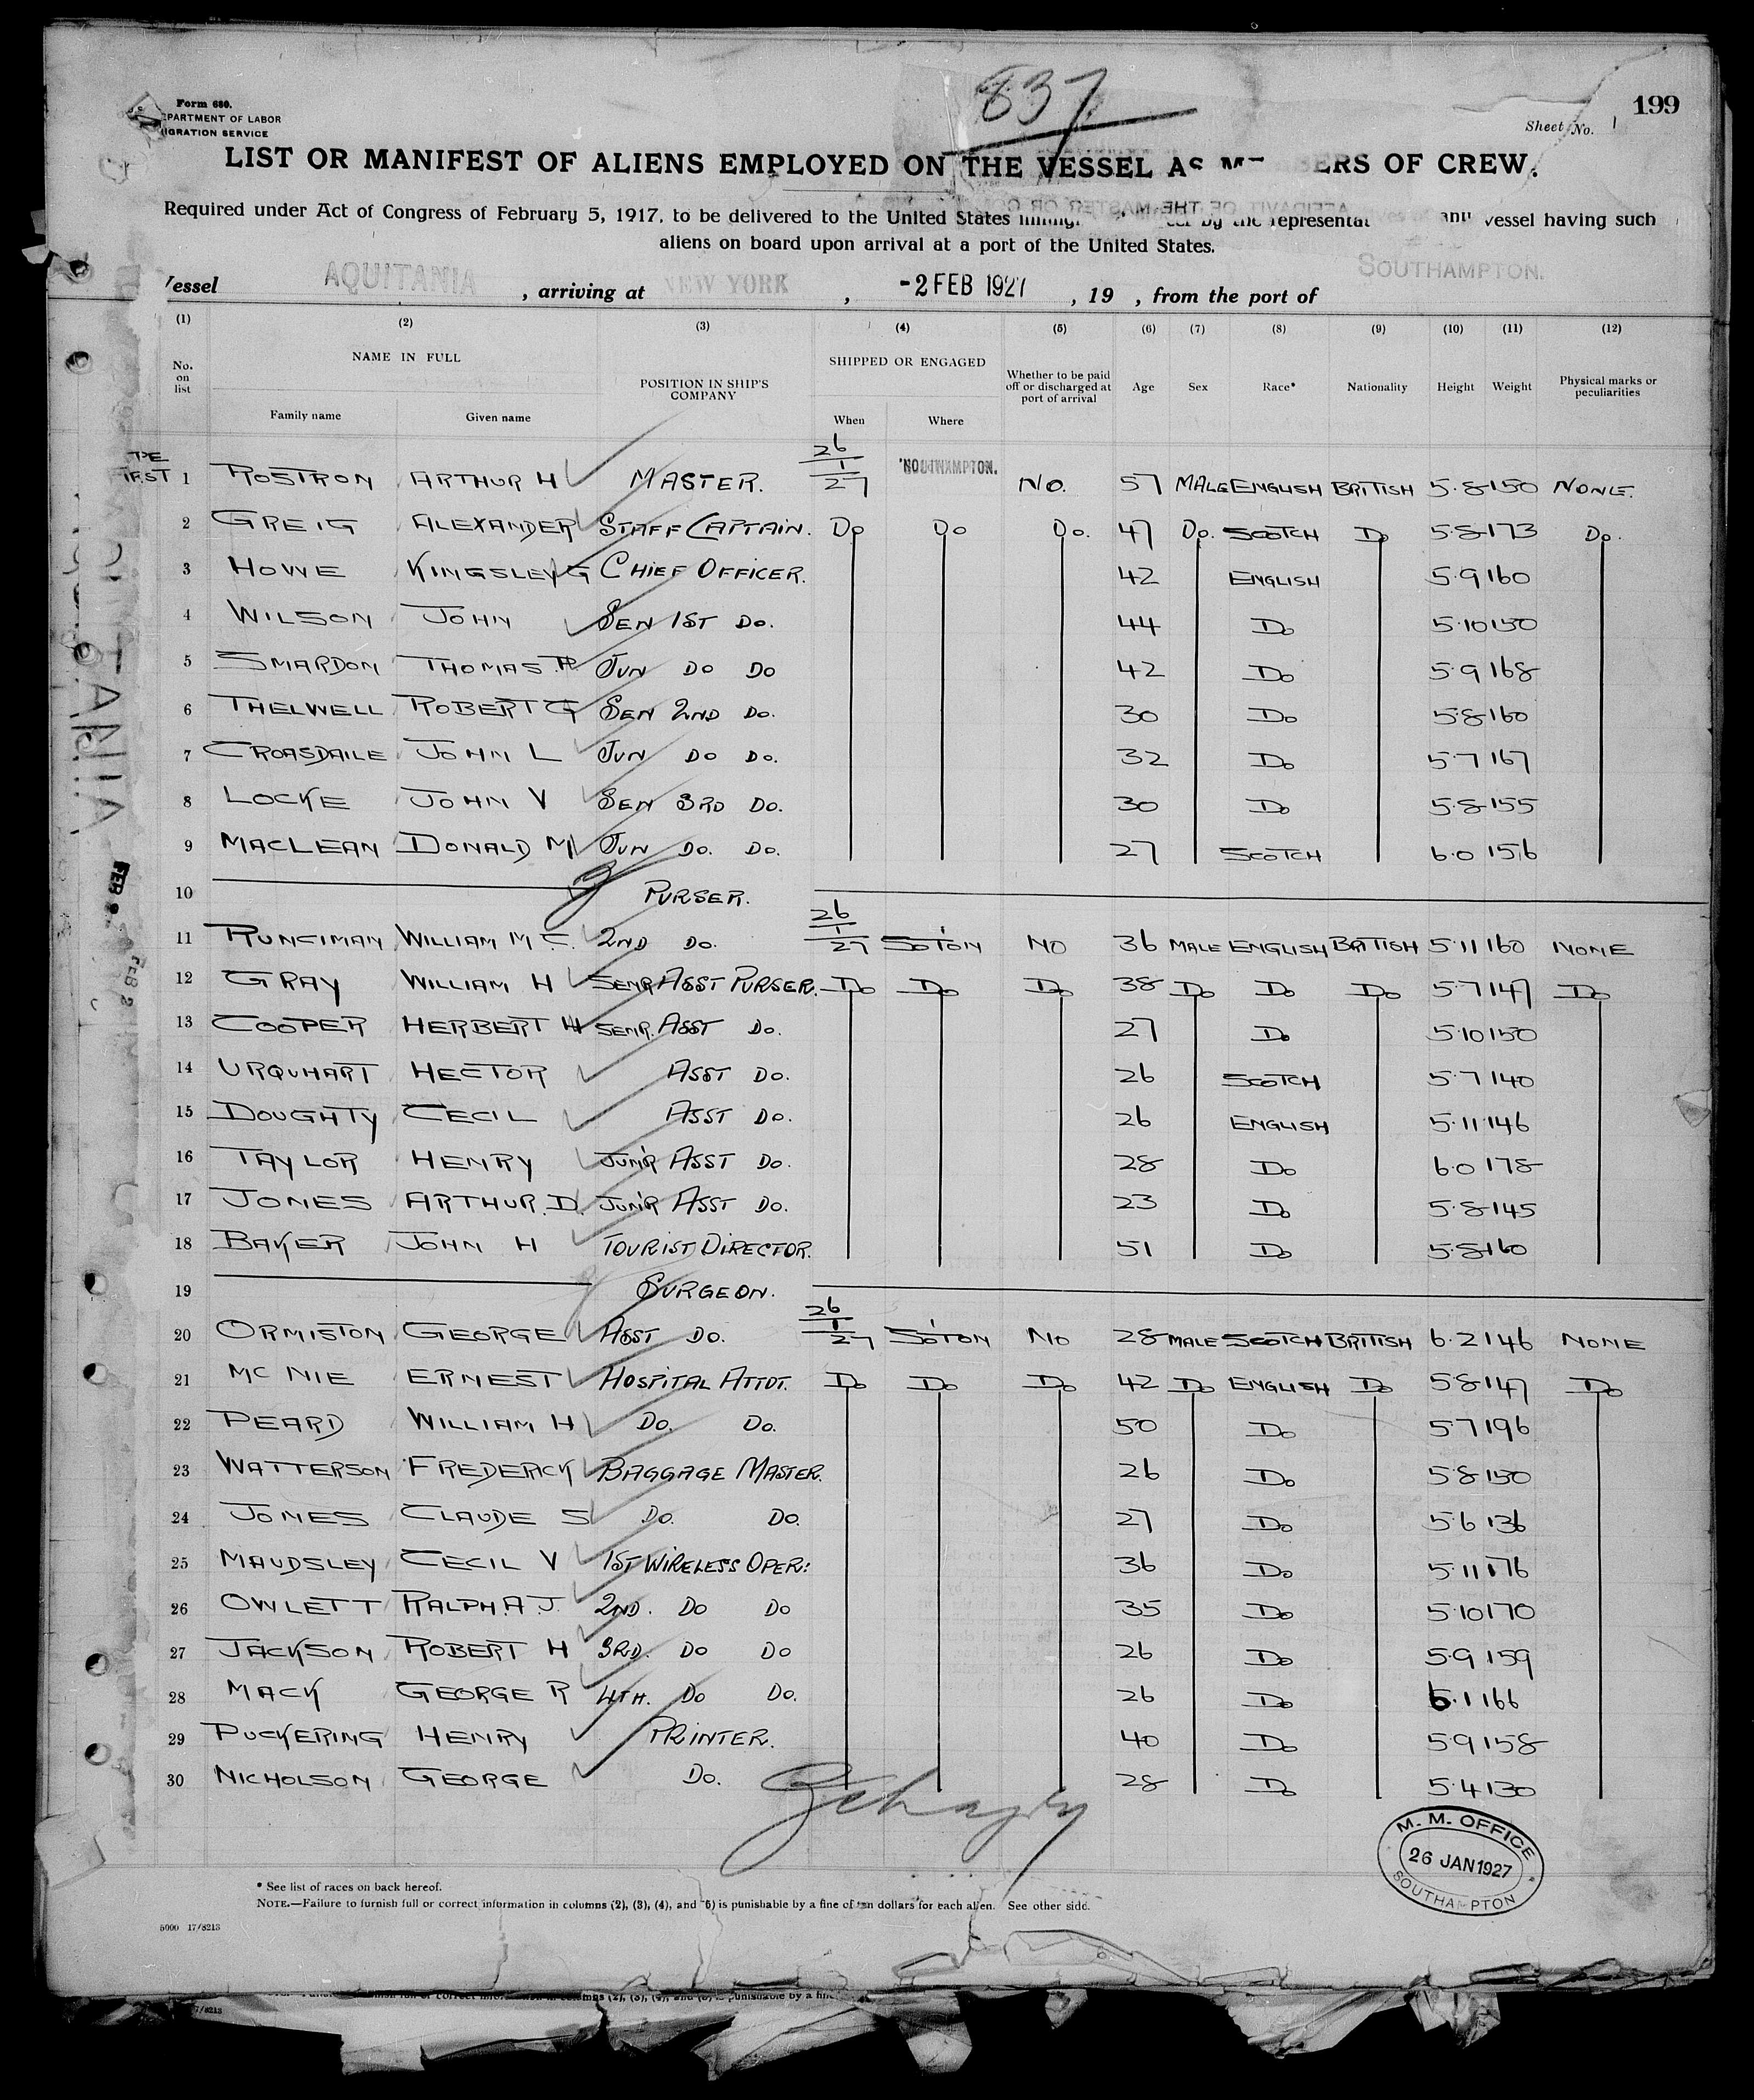 837
199
Form 680.
DEPARTMENT OF LABOR
IMMIGRATION SERVICE
Sheet No. 1
LIST OR MANIFEST OF ALIENS EMPLOYED ON THE VESSEL AS MEMBERS OF CREW.
Required under Act of Congress of February 5, 1917, to be delivered to the United States by the representatives any vessel having such
aliens on board upon arrival at a port of the United States.
Vessel AQUITANIA , arriving at NEW YORK , -2 FEB 1927 , 19 , from the port of SOUTHAMPTON.
(1) (2) (3) (4) (5) (6) (7) (8) (9) (10) (11) (12)
No. on list NAME IN FULL POSITION IN SHIP'S COMPANY SHIPPED OR ENGAGED Whether to be paid off or discharged at port of arrival Age Sex Race* Nationality Height Weight Physical marks or peculiarities
Family name Given name When Where
1 ROSTRON ARTHUR H MASTER. 26/1/27 SOUTHAMPTON. NO. 57 MALE ENGLISH BRITISH 5·8 150 NONE.
2 GREIG ALEXANDER STAFF CAPTAIN. Do Do Do. 47 Do. SCOTCH Do 5·8 173 Do.
3 HOWE KINGSLEY G CHIEF OFFICER. 42 ENGLISH 5·9 160
4 WILSON JOHN SEN 1ST DO. 44 Do 5·10 150
5 SMARDON THOMAS JUN DO DO 42 Do 5·9 168
6 THELWELL ROBERT G SEN 2ND DO. 30 Do 5·8 160
7 CROASDAILE JOHN L JUN DO DO. 32 Do 5·7 167
8 LOCKE JOHN V SEN 3RD DO. 30 Do 5·8 155
9 MACLEAN DONALD M JUN DO. DO. 27 SCOTCH 6·0 156
10 PURSER.
11 RUNCIMAN WILLIAM M C. 2ND DO. 26/1/27 SO'TON NO 36 MALE ENGLISH BRITISH 5·11 160 NONE
12 GRAY WILLIAM H SENR ASST PURSER. Do Do Do 38 Do Do Do 5·7 147 Do
13 COOPER HERBERT H SENR. ASST DO. 27 Do 5·10 150
14 URQUHART HECTOR ASST DO. 26 SCOTCH 5·7 140
15 DOUGHTY CECIL ASST DO. 26 ENGLISH 5·11 146
16 TAYLOR HENRY JUN'R ASST DO. 28 Do 6·0 178
17 JONES ARTHUR. D. JUN'R ASST DO. 23 Do 5·8 145
18 BAKER JOHN H TOURIST DIRECTOR. 51 Do 5·8 160
19 SURGEON.
20 ORMISTON GEORGE ASST DO. 26/1/27 SO'TON NO 28 MALE SCOTCH BRITISH 6·2 146 NONE
21 MC NIE ERNEST HOSPITAL ATTDT. Do Do Do 42 Do ENGLISH Do 5·8 147 Do
22 PEARD WILLIAM H DO. DO. 50 Do 5·7 196
23 WATTERSON FREDERICK BAGGAGE MASTER. 26 Do 5·8 150
24 JONES CLAUDE S DO. DO. 27 Do 5·6 136
25 MAUDSLEY CECIL V 1ST WIRELESS OPER: 36 Do 5·11 176
26 OWLETT RALPH. A. J. 2ND. DO DO 35 Do 5·10 170
27 JACKSON ROBERT H 3RD. DO DO 26 Do 5·9 159
28 MACK GEORGE R 4TH. DO DO. 26 Do 6·1 166
29 PUCKERING HENRY PRINTER. 40 Do 5·9 158
30 NICHOLSON GEORGE DO. 28 Do 5·4 130
M. M. OFFICE
26 JAN 1927
SOUTHAMPTON
* See list of races on back hereof.
NOTE.—Failure to furnish full or correct information in columns (2), (3), (4), and (5) is punishable by a fine of ten dollars for each alien. See other side.
5000 17/8213